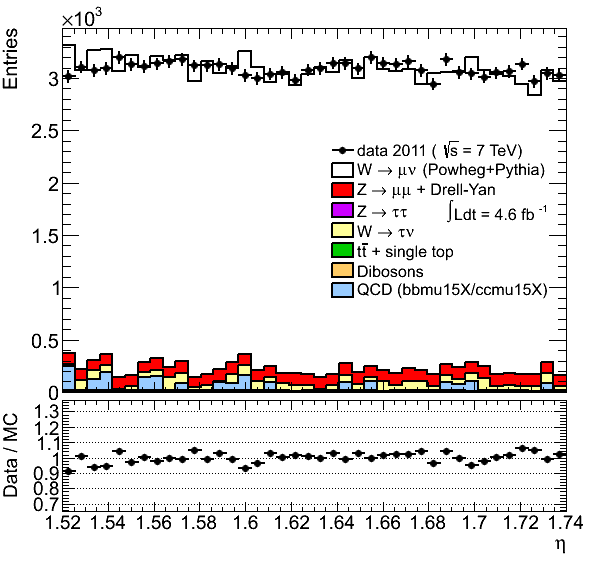 ×10³
Entries
3
2.5
2
1.5
1
0.5
0
data 2011 ( √s = 7 TeV)
W → μν (Powheg+Pythia)
Z → μμ + Drell-Yan
Z → ττ ∫Ldt = 4.6 fb⁻¹
W → τν
tt̄ + single top
Dibosons
QCD (bbmu15X/ccmu15X)
Data / MC
1.3
1.2
1.1
1
0.9
0.8
0.7
1.52 1.54 1.56 1.58 1.6 1.62 1.64 1.66 1.68 1.7 1.72 1.74
η